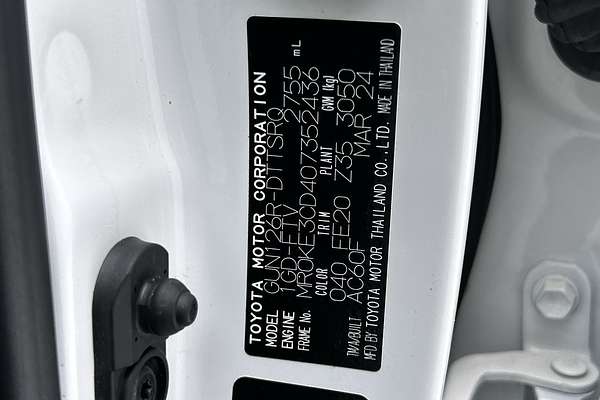 TOYOTA MOTOR CORPORATION
MODEL GUN126R-DTTSRQ
ENGINE 1GD-FTV 2755 mL
FRAME No. MR0KE3CD407352436
COLOR TRIM PLANT GVM (kg)
040 FE20 Z35 3050
TM/A/BUILT AC60F MAR 24
MFD BY TOYOTA MOTOR THAILAND CO.,LTD. MADE IN THAILAND